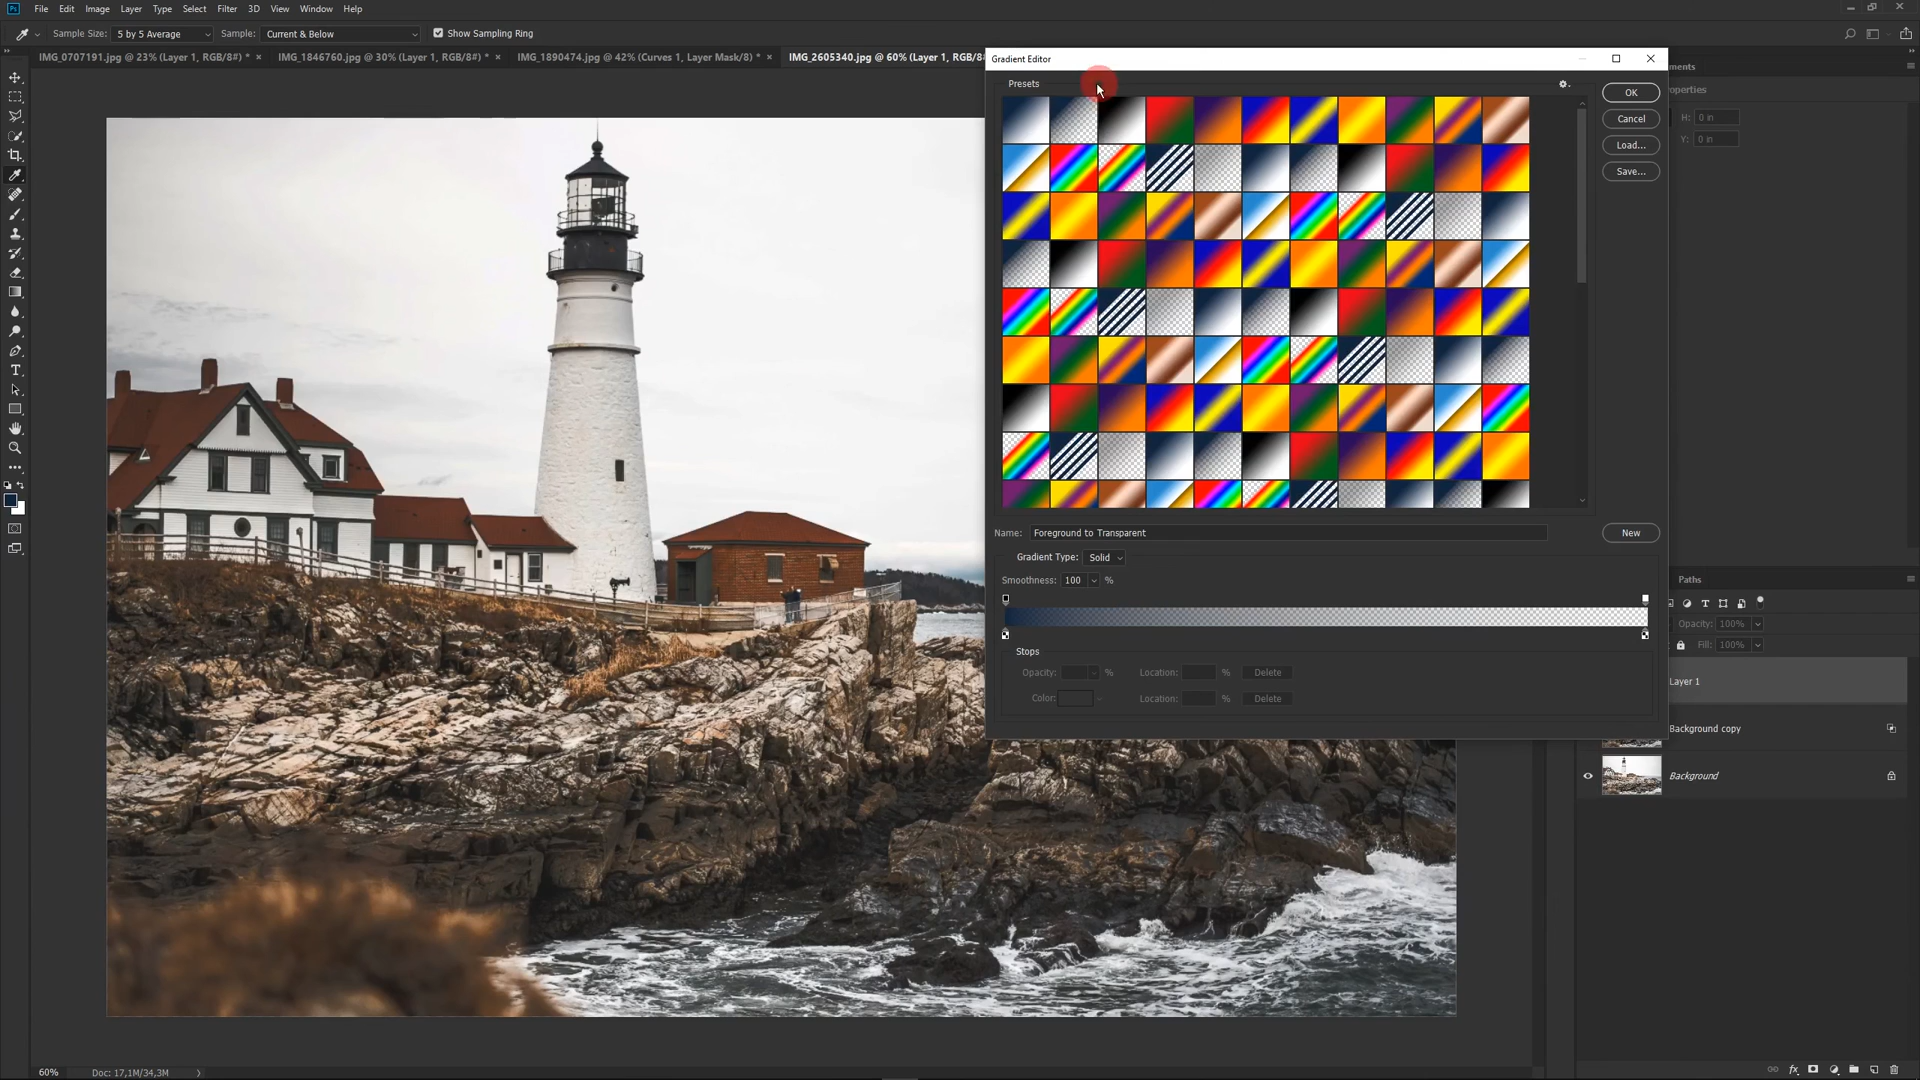 Ps File Edit Image Layer Type Select Filter 3D View Window Help
Sample Size: 5 by 5 Average Sample: Current & Below Show Sampling Ring
IMG_0707191.jpg @ 23% (Layer 1, RGB/8#) * × IMG_1846760.jpg @ 30% (Layer 1, RGB/8#) * × IMG_1890474.jpg @ 42% (Curves 1, Layer Mask/8) * × IMG_2605340.jpg @ 60% (Layer 1, RGB/8#
Gradient Editor
ments
Presets
OK
roperties
Cancel
H: 0 in
Y: 0 in
Load...
Save...
Name: Foreground to Transparent
New
Gradient Type: Solid
Smoothness: 100 %
Paths
Opacity: 100%
Fill: 100%
Stops
Opacity: % Location: % Delete
Color: Location: % Delete
Layer 1
Background copy
Background
60% Doc: 17,1M/34,3M
fx